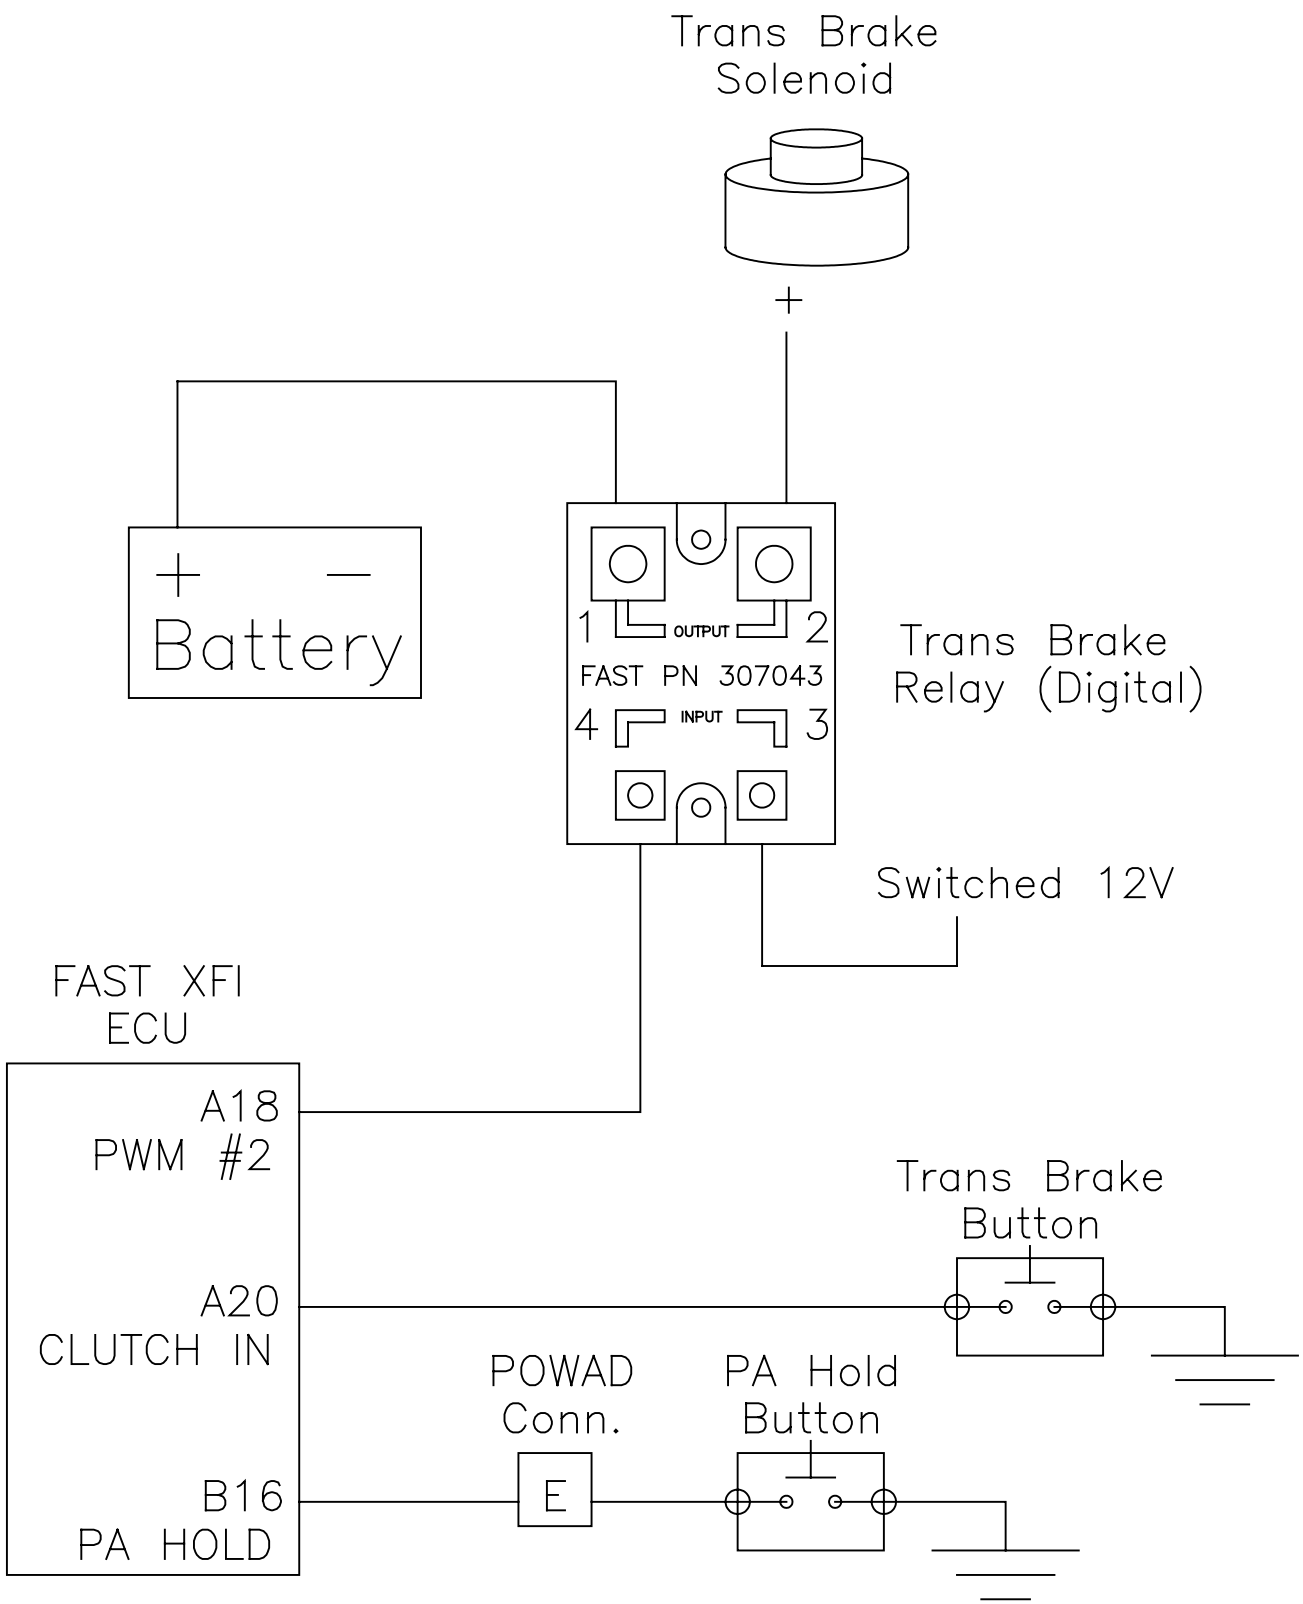 Trans Brake
Solenoid
+
+ −
Battery
1 OUTPUT 2
FAST PN 307043
4 INPUT 3
Trans Brake
Relay (Digital)
Switched 12V
FAST XFI
ECU
A18
PWM #2
Trans Brake
Button
A20
CLUTCH IN
POWAD
Conn.
PA Hold
Button
B16
E
PA HOLD